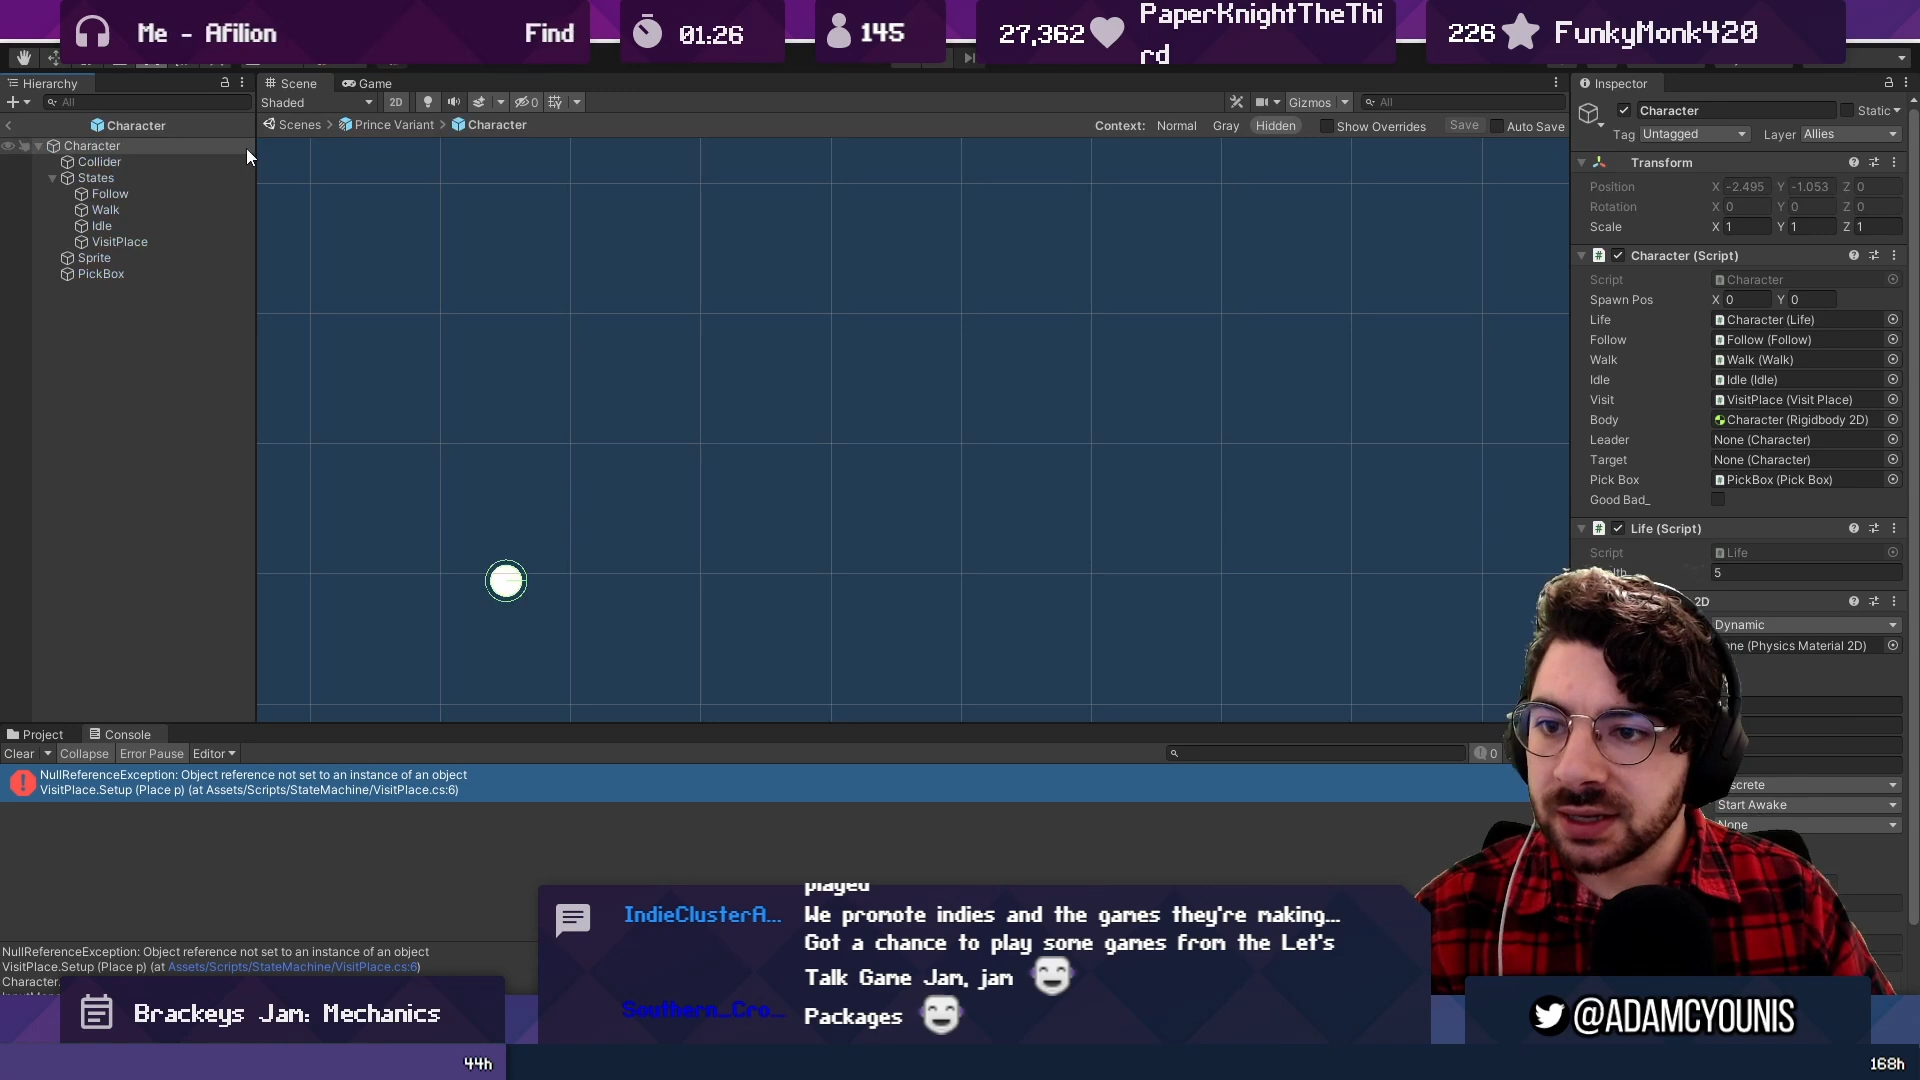 Me - Afilion
Find
01:26
145
27,362
PaperKnightTheThi
rd
226
FunkyMonk420
Hierarchy
All
Character
Character
Collider
States
Follow
Walk
Idle
VisitPlace
Sprite
PickBox
Scene
Game
Shaded
2D
0
Gizmos
All
Scenes
Prince Variant
Character
Context:
Normal
Gray
Hidden
Show Overrides
Save
Auto Save
Inspector
Character
Static
Tag
Untagged
Layer
Allies
Transform
Position
X -2.495 Y -1.053 Z 0
Rotation
X 0 Y 0 Z 0
Scale
X 1 Y 1 Z 1
Character (Script)
Script
Character
Spawn Pos
X 0 Y 0
Life
Character (Life)
Follow
Follow (Follow)
Walk
Walk (Walk)
Idle
Idle (Idle)
Visit
VisitPlace (Visit Place)
Body
Character (Rigidbody 2D)
Leader
None (Character)
Target
None (Character)
Pick Box
PickBox (Pick Box)
Good Bad_
Life (Script)
Script
Life
5
2D
Dynamic
(Physics Material 2D)
Start Awake
None
Project
Console
Clear
Collapse
Error Pause
Editor
0
NullReferenceException: Object reference not set to an instance of an object
VisitPlace.Setup (Place p) (at Assets/Scripts/StateMachine/VisitPlace.cs:6)
NullReferenceException: Object reference not set to an instance of an object
VisitPlace.Setup (Place p) (at Assets/Scripts/StateMachine/VisitPlace.cs:6)
Character.
played
IndieClusterA...
We promote indies and the games they're making...
Got a chance to play some games from the Let's
Talk Game Jam, jam
Southern_Cro...
Packages
Brackeys Jam: Mechanics
@ADAMCYOUNIS
44h
168h